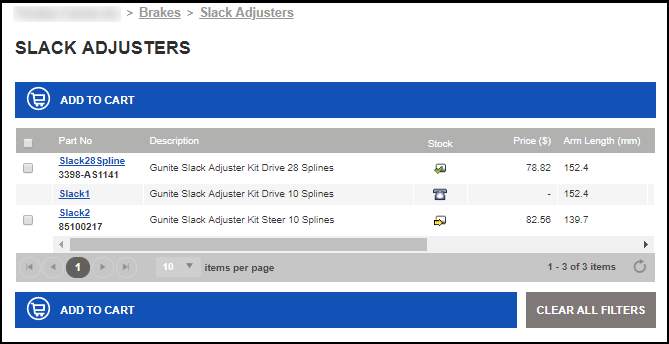 > Brakes > Slack Adjusters
SLACK ADJUSTERS
ADD TO CART
Part No Description Stock Price ($) Arm Length (mm)
Slack28Spline Gunite Slack Adjuster Kit Drive 28 Splines 78.82 152.4
3398-AS1141
Slack1 Gunite Slack Adjuster Kit Drive 10 Splines - 152.4
Slack2 Gunite Slack Adjuster Kit Steer 10 Splines 82.56 139.7
85100217
1 10 items per page 1 - 3 of 3 items
ADD TO CART CLEAR ALL FILTERS